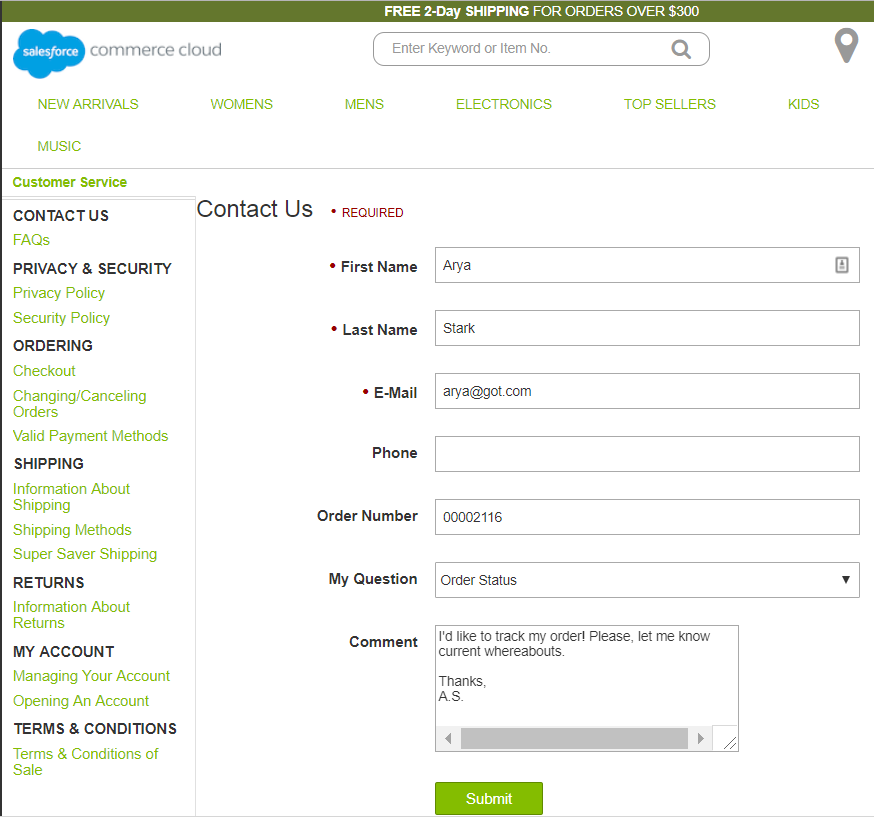 FREE 2-Day SHIPPING FOR ORDERS OVER $300
salesforce commerce cloud
Enter Keyword or Item No.
NEW ARRIVALS WOMENS MENS ELECTRONICS TOP SELLERS KIDS
MUSIC
Customer Service
CONTACT US
FAQs
PRIVACY & SECURITY
Privacy Policy
Security Policy
ORDERING
Checkout
Changing/Canceling
Orders
Valid Payment Methods
SHIPPING
Information About
Shipping
Shipping Methods
Super Saver Shipping
RETURNS
Information About
Returns
MY ACCOUNT
Managing Your Account
Opening An Account
TERMS & CONDITIONS
Terms & Conditions of
Sale
Contact Us • REQUIRED
• First Name Arya
• Last Name Stark
• E-Mail arya@got.com
Phone
Order Number 00002116
My Question Order Status
Comment I'd like to track my order! Please, let me know
current whereabouts.
Thanks,
A.S.
Submit